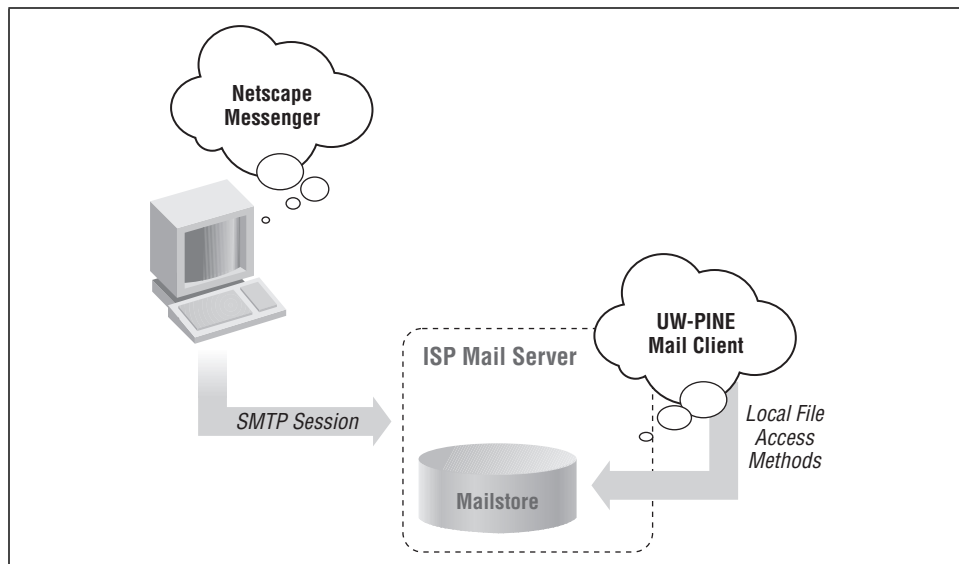 Netscape
Messenger
UW-PINE
Mail Client
ISP Mail Server
SMTP Session
Local File
Access
Methods
Mailstore